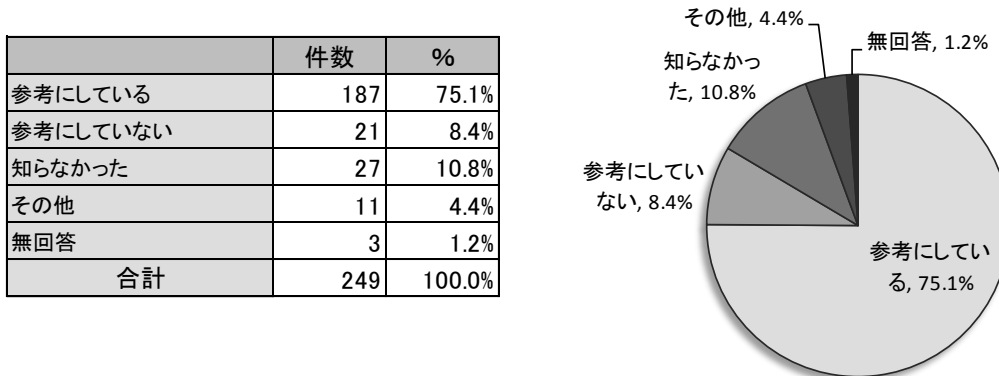 件数 %
参考にしている 187 75.1%
参考にしていない 21 8.4%
知らなかった 27 10.8%
その他 11 4.4%
無回答 3 1.2%
合計 249 100.0%
その他, 4.4%
無回答, 1.2%
知らなかっ
た, 10.8%
参考にしてい
ない, 8.4%
参考にしてい
る, 75.1%